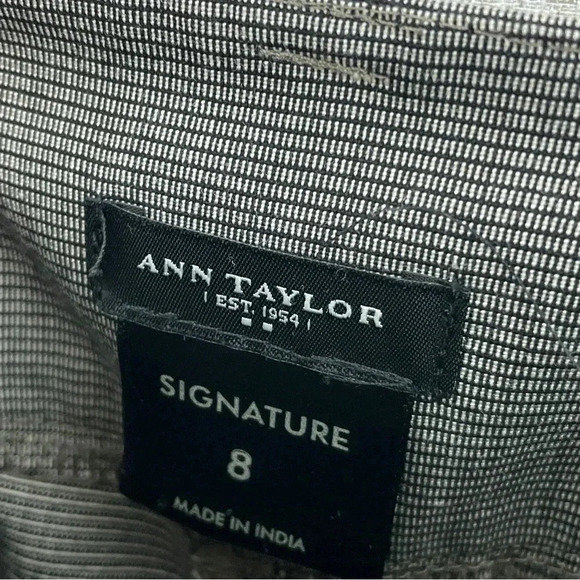 ANN TAYLOR
| EST. 1954 |
SIGNATURE
8
MADE IN INDIA